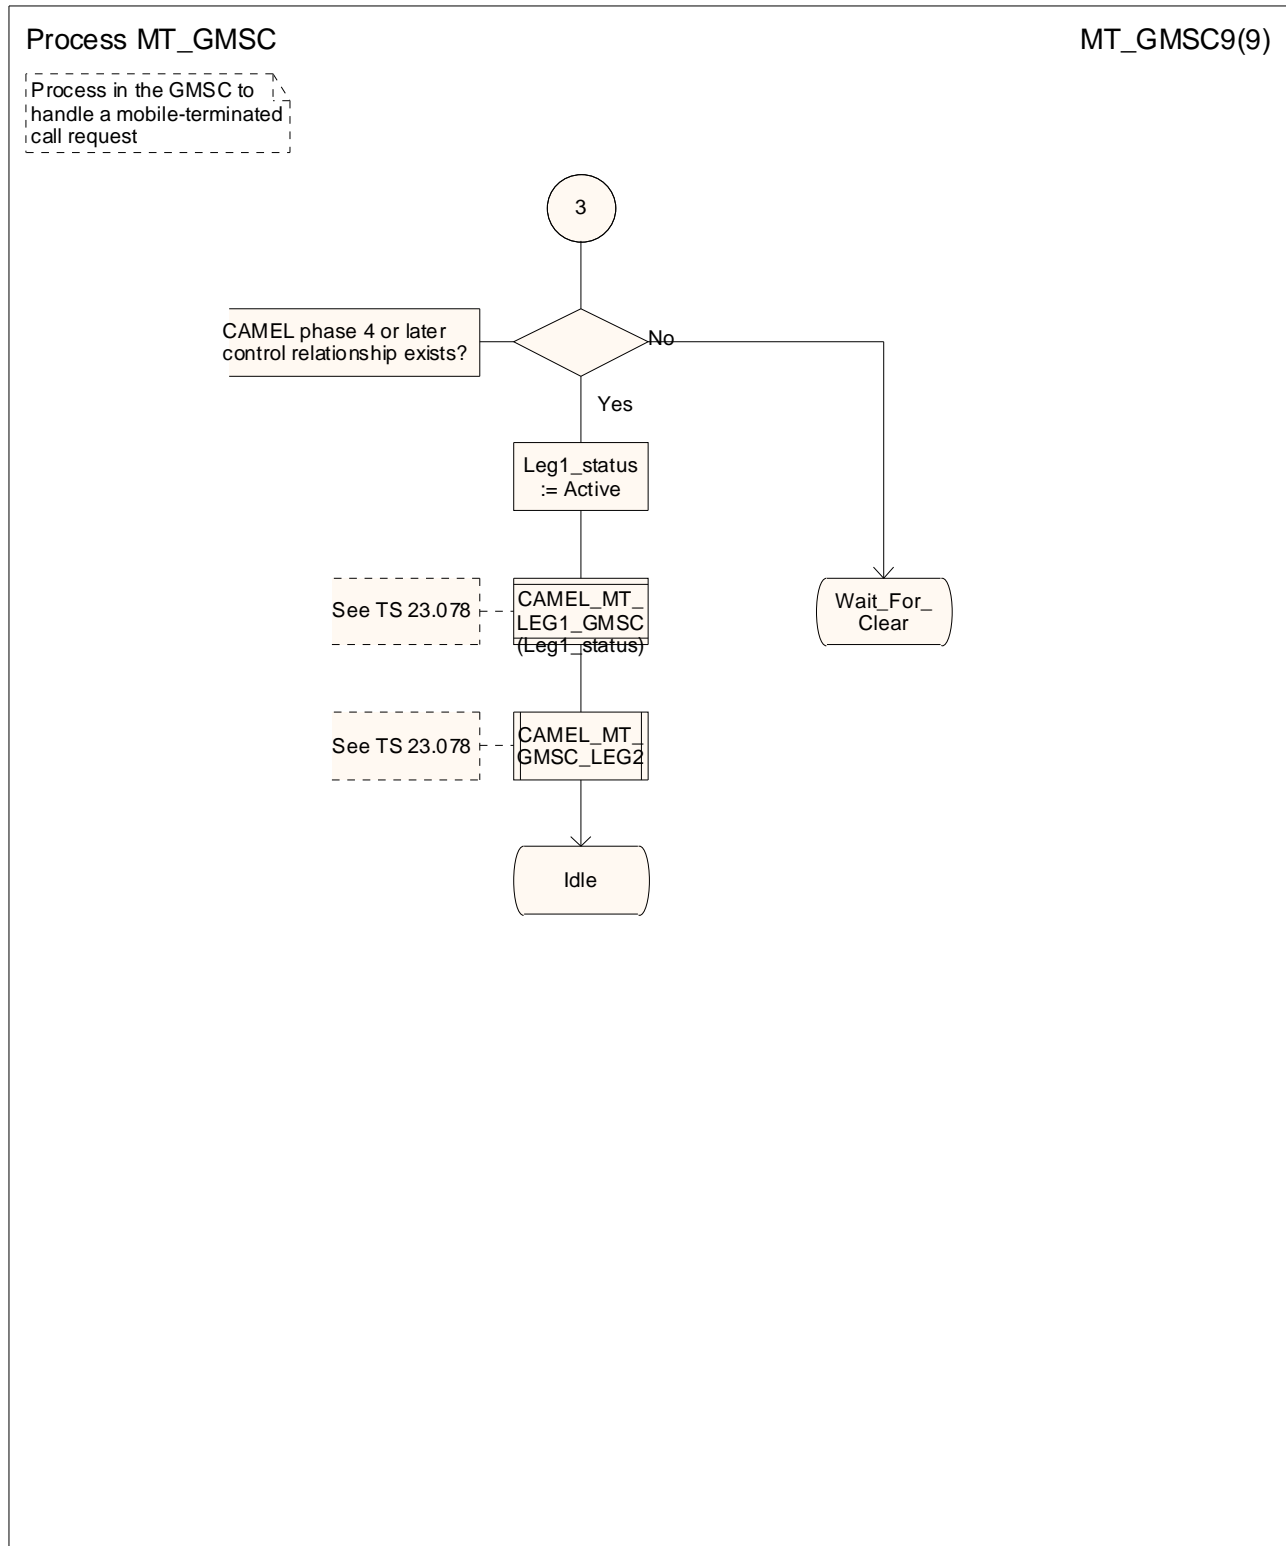 Process MT_GMSC
MT_GMSC9(9)
Process in the GMSC to
handle a mobile-terminated
call request
3
CAMEL phase 4 or later
control relationship exists?
No
Yes
Leg1_status
:= Active
See TS 23.078
CAMEL_MT_
LEG1_GMSC
(Leg1_status)
Wait_For_
Clear
See TS 23.078
CAMEL_MT_
GMSC_LEG2
Idle